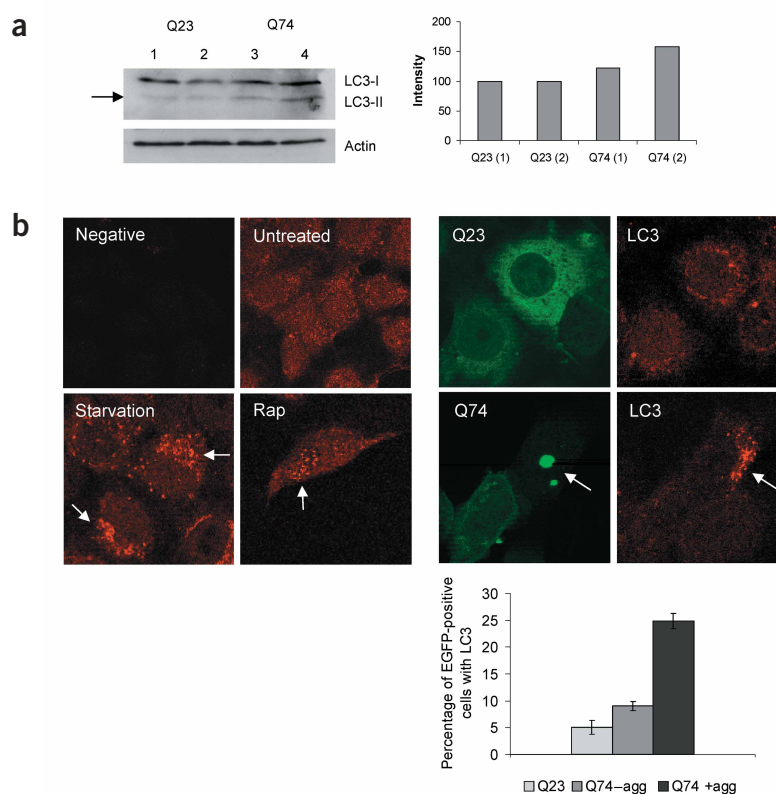 a
Q23 Q74
1 2 3 4
LC3-I
LC3-II
Actin
Intensity
200
150
100
50
0
Q23 (1) Q23 (2) Q74 (1) Q74 (2)
b
Negative
Untreated
Starvation
Rap
Q23
LC3
Q74
LC3
Percentage of EGFP-positive
cells with LC3
30
25
20
15
10
5
0
Q23 Q74–agg Q74 +agg